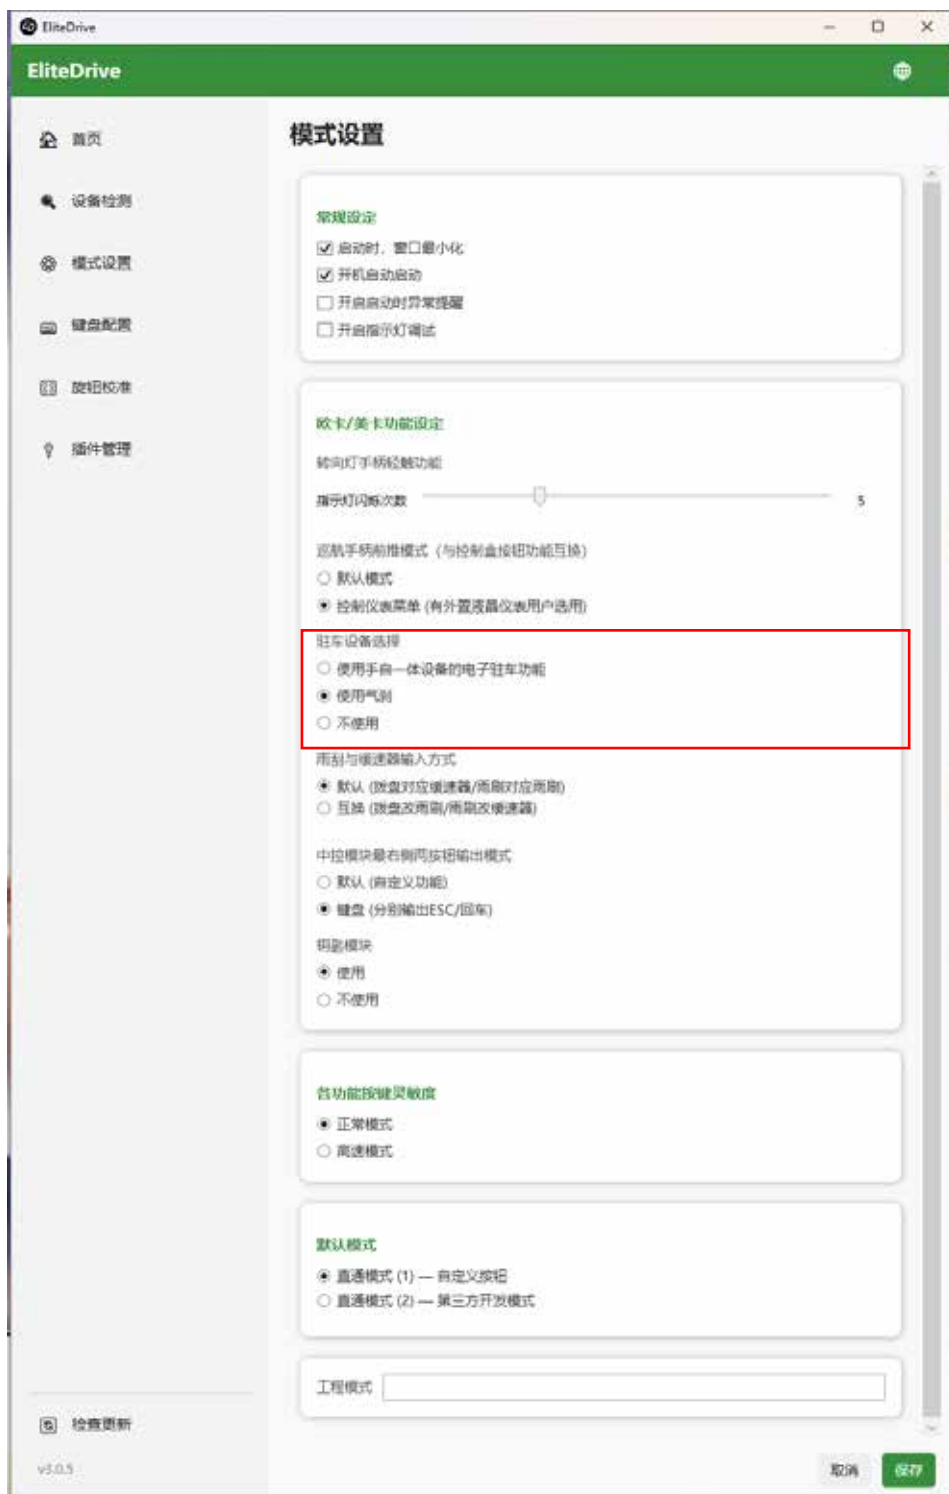 EliteDrive
EliteDrive
首页
设备检测
模式设置
键盘配置
旋钮校准
插件管理
检查更新
v3.0.5
模式设置
常规设定
启动时，窗口最小化
开机自动启动
开启启动时异常提醒
开启指示灯调试
欧卡/美卡功能设定
转向灯手柄轻触功能
指示灯闪烁次数 5
巡航手柄前推模式（与控制盒按钮功能互换）
默认模式
控制仪表菜单 (有外置液晶仪表用户选用)
驻车设备选择
使用手自一体设备的电子驻车功能
使用气刹
不使用
雨刮与缓速器输入方式
默认 (拨盘对应缓速器/雨刷对应雨刷)
互换 (拨盘改雨刷/雨刷改缓速器)
中控模块最右侧两按钮输出模式
默认 (自定义功能)
键盘 (分别输出ESC/回车)
钥匙模块
使用
不使用
各功能按键灵敏度
正常模式
高速模式
默认模式
直通模式 (1) — 自定义按钮
直通模式 (2) — 第三方开发模式
工程模式
取消
保存